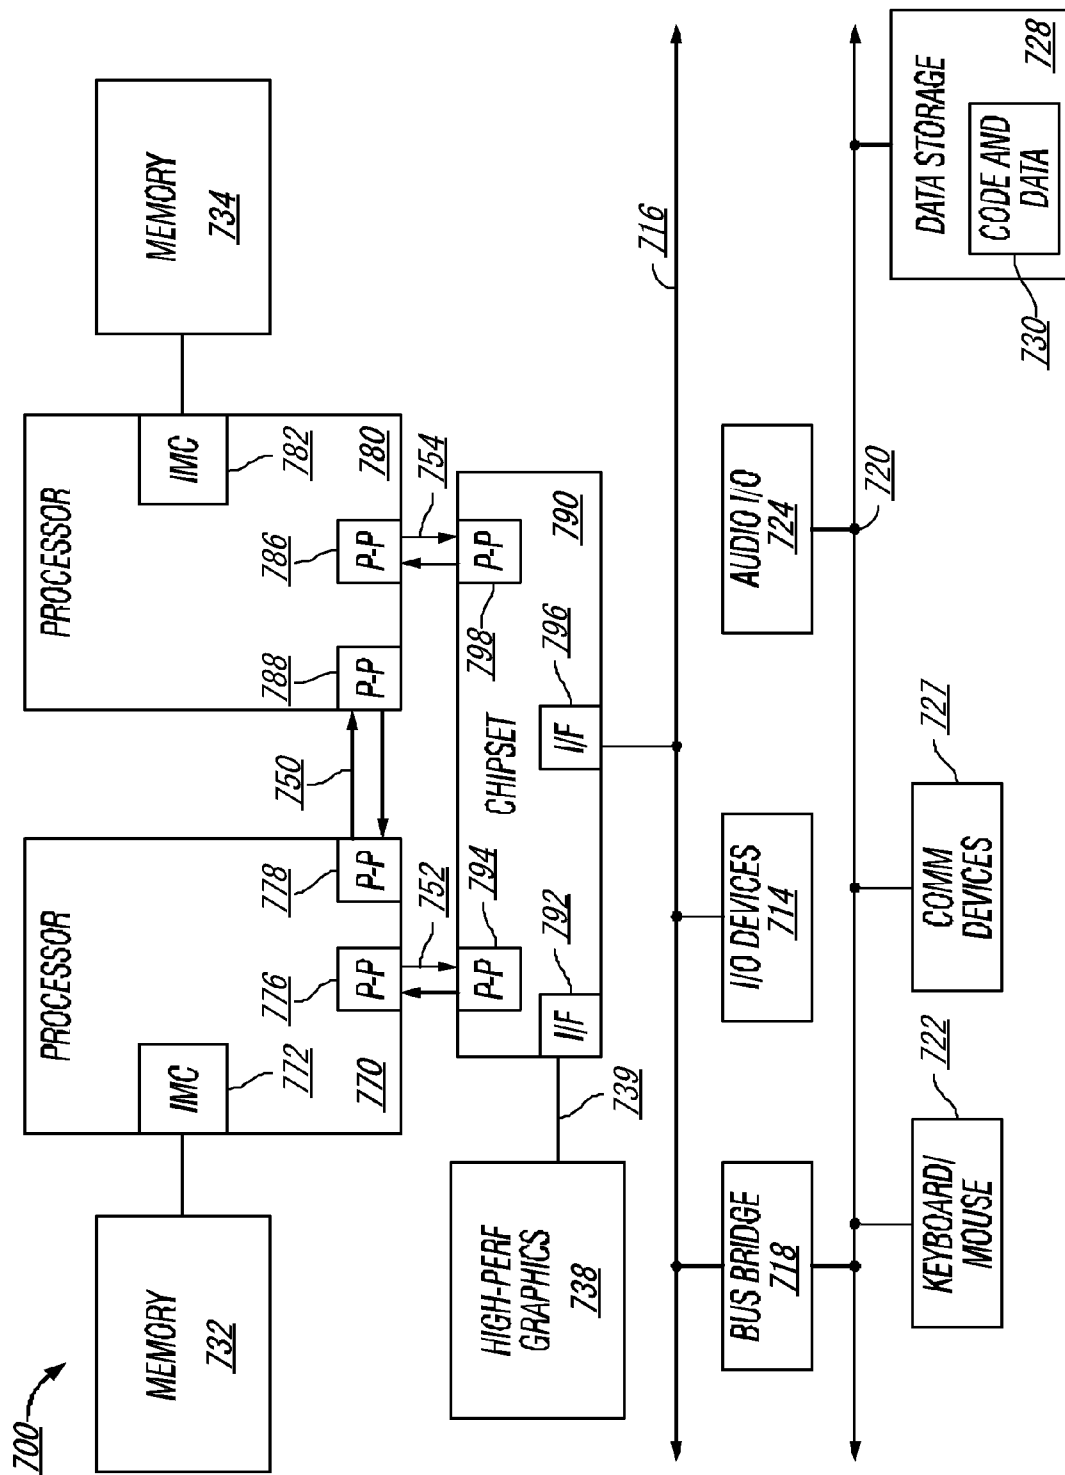 700
MEMORY
732
PROCESSOR
IMC
772
770
776
P-P
778
P-P
750
PROCESSOR
788
P-P
786
P-P
IMC
782
780
MEMORY
734
752
754
HIGH-PERF
GRAPHICS
738
739
I/F
792
P-P
794
CHIPSET
I/F
796
P-P
798
790
716
BUS BRIDGE
718
I/O DEVICES
714
AUDIO I/O
724
720
KEYBOARD/
MOUSE
722
COMM
DEVICES
727
DATA STORAGE
728
CODE AND
DATA
730